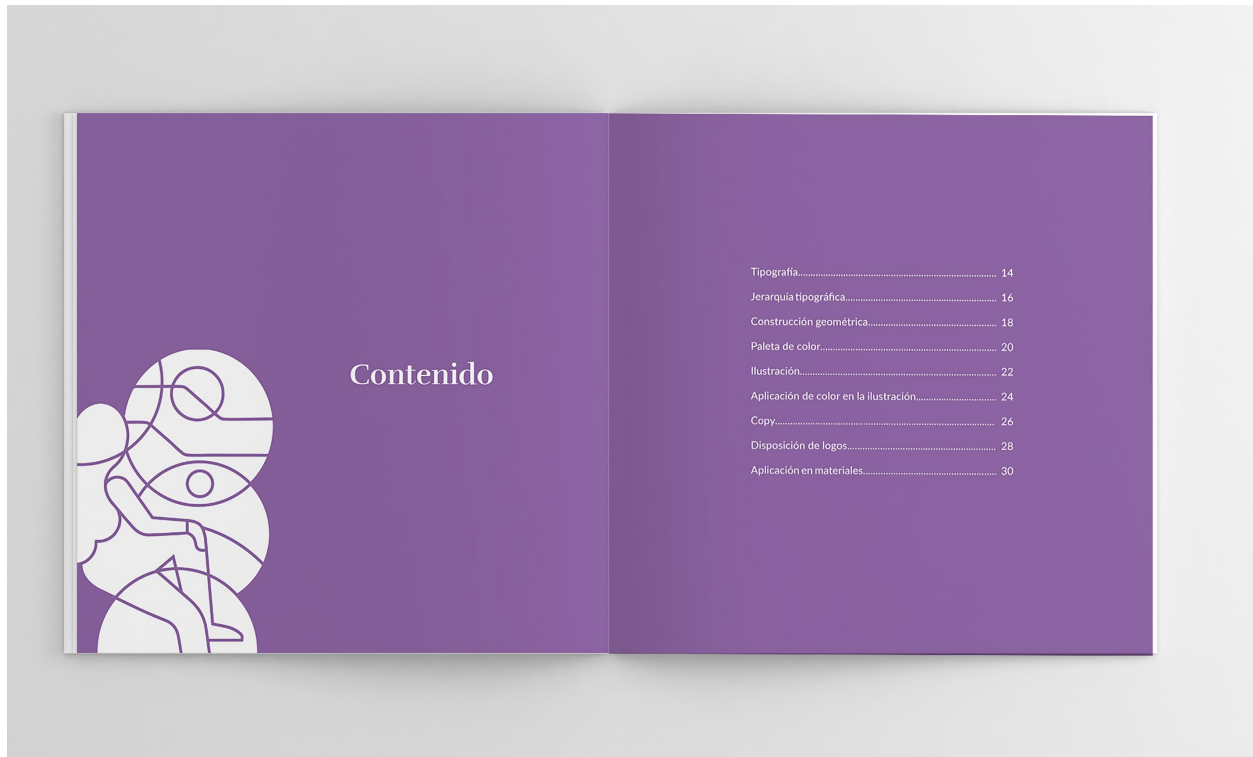 Contenido
Tipografía 14
Jerarquía tipográfica 16
Construcción geométrica 18
Paleta de color 20
Ilustración 22
Aplicación de color en la ilustración 24
Copy 26
Disposición de logos 28
Aplicación en materiales 30